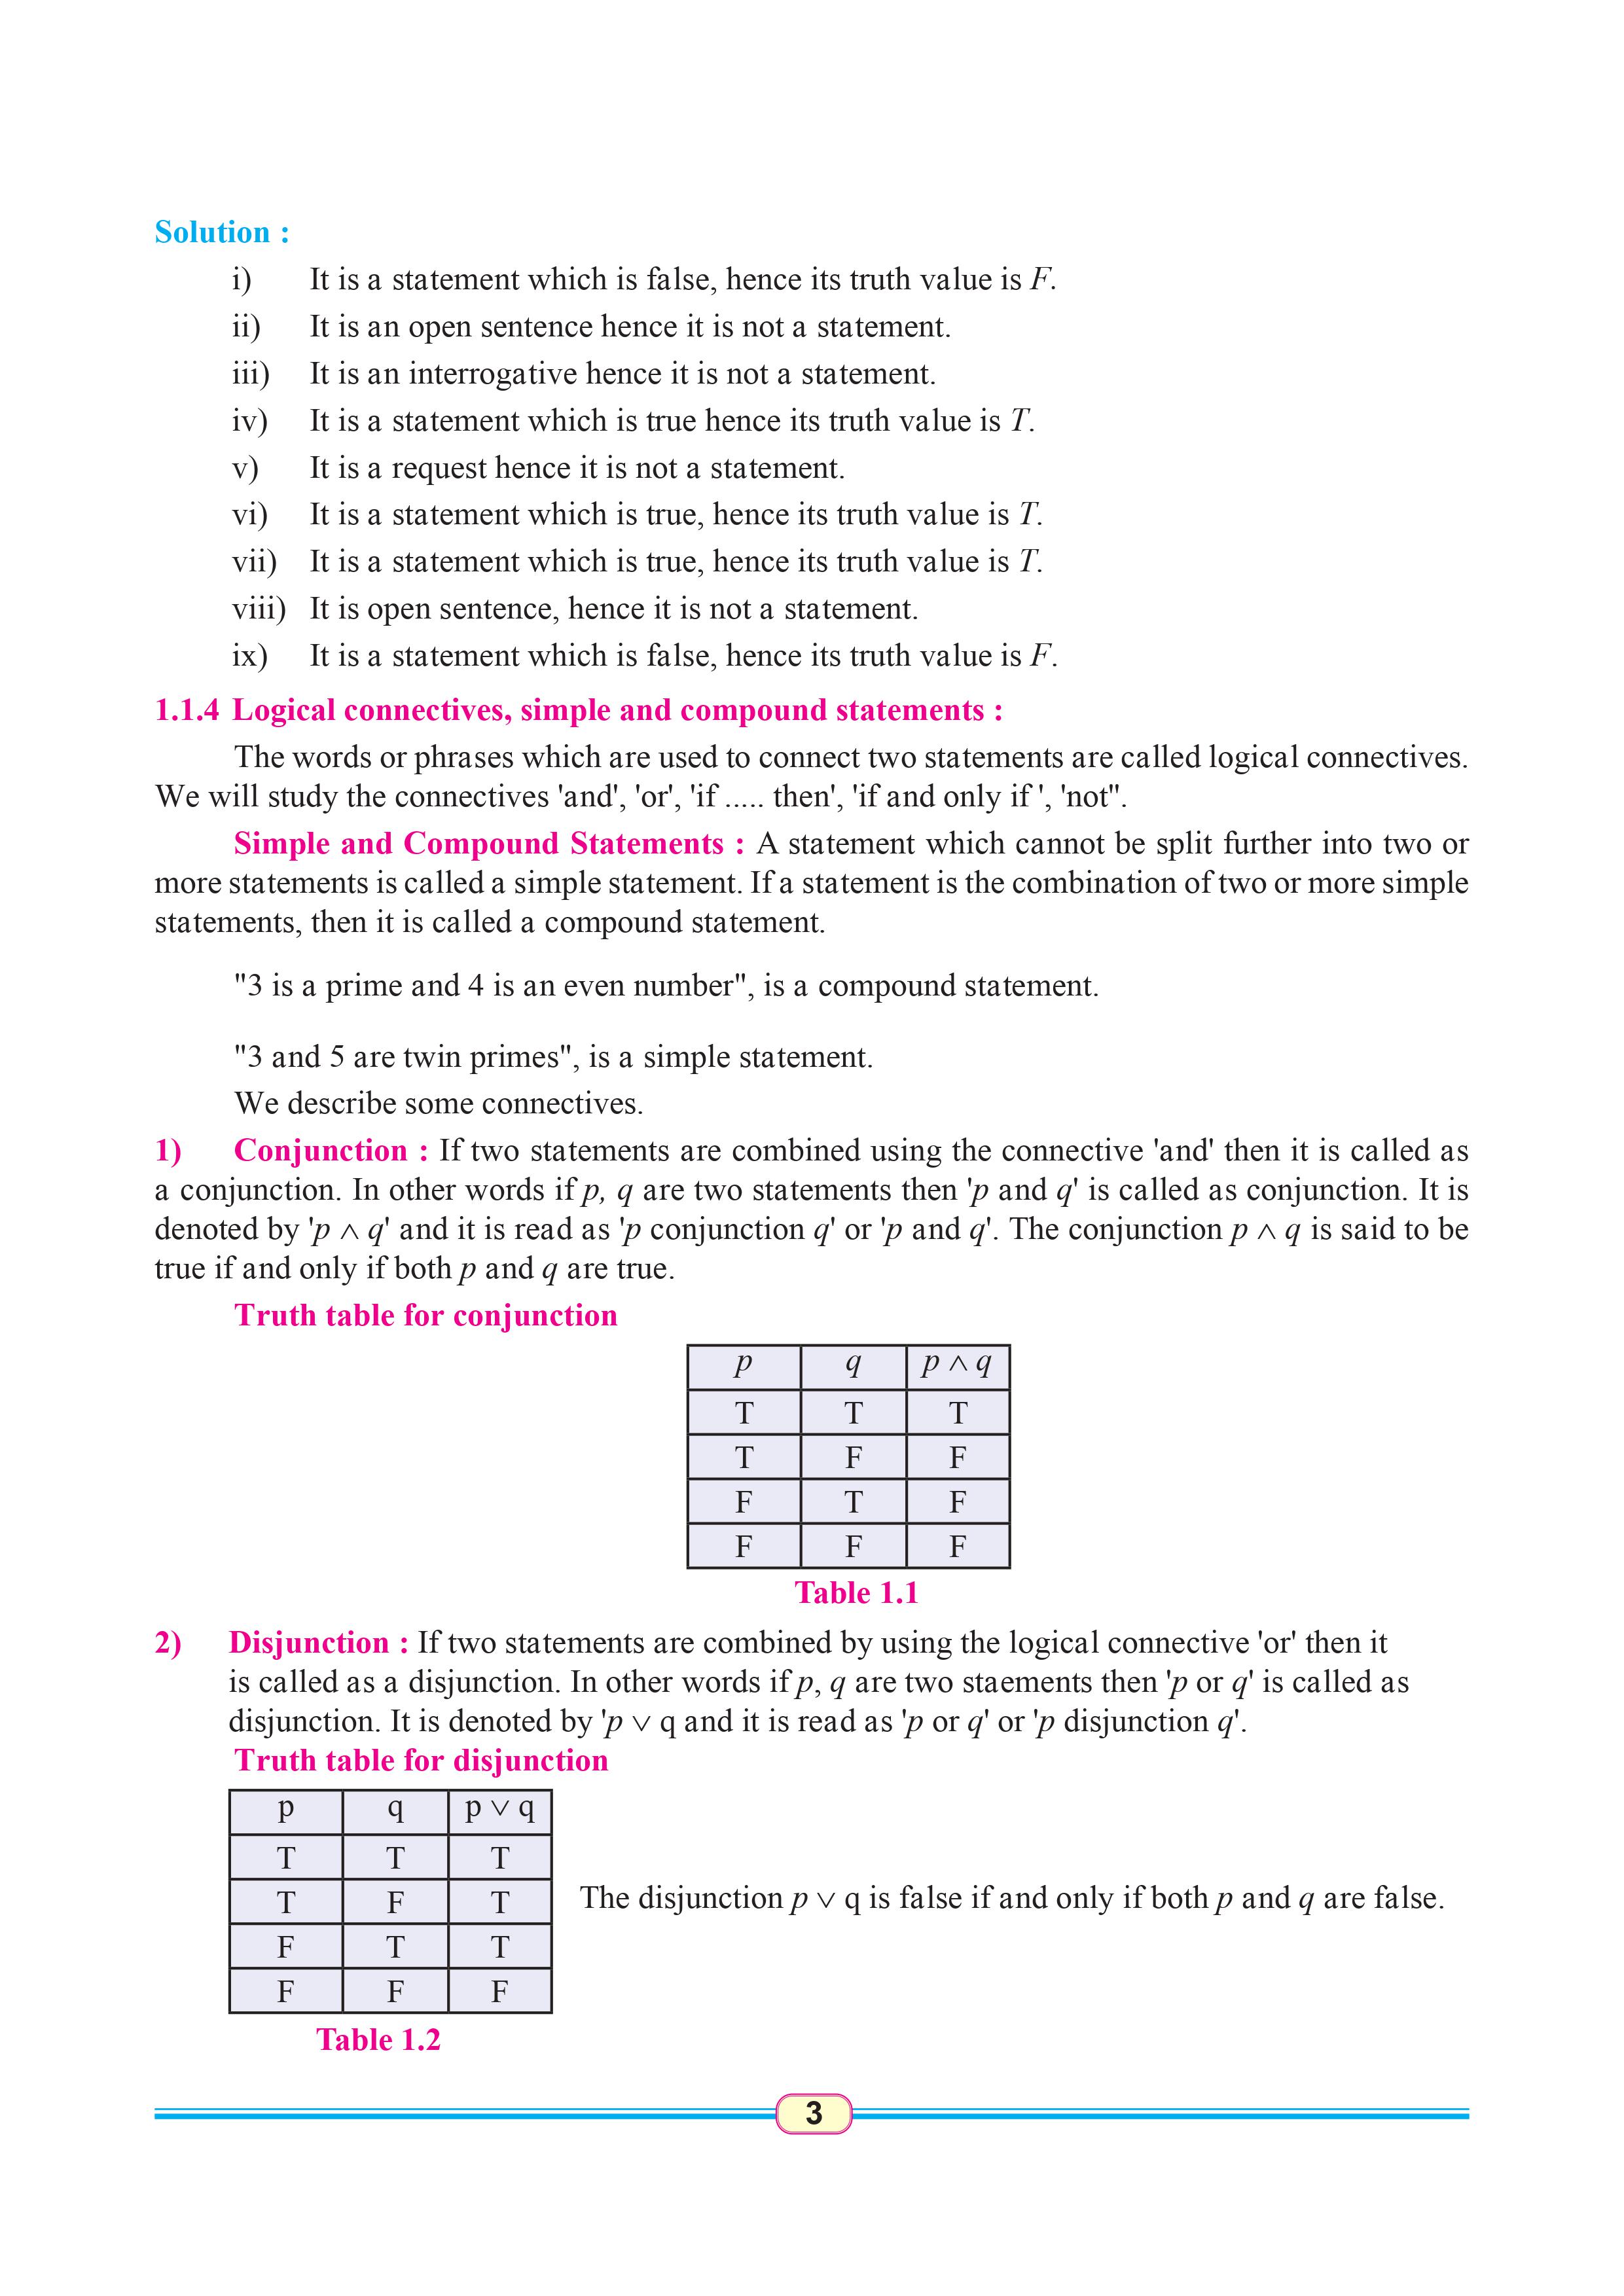 Solution :
i) It is a statement which is false, hence its truth value is F.
ii) It is an open sentence hence it is not a statement.
iii) It is an interrogative hence it is not a statement.
iv) It is a statement which is true hence its truth value is T.
v) It is a request hence it is not a statement.
vi) It is a statement which is true, hence its truth value is T.
vii) It is a statement which is true, hence its truth value is T.
viii) It is open sentence, hence it is not a statement.
ix) It is a statement which is false, hence its truth value is F.
1.1.4 Logical connectives, simple and compound statements :
The words or phrases which are used to connect two statements are called logical connectives.
We will study the connectives 'and', 'or', 'if ..... then', 'if and only if ', 'not''.
Simple and Compound Statements : A statement which cannot be split further into two or
more statements is called a simple statement. If a statement is the combination of two or more simple
statements, then it is called a compound statement.
"3 is a prime and 4 is an even number", is a compound statement.
"3 and 5 are twin primes", is a simple statement.
We describe some connectives.
1) Conjunction : If two statements are combined using the connective 'and' then it is called as
a conjunction. In other words if p, q are two statements then 'p and q' is called as conjunction. It is
denoted by 'p ∧ q' and it is read as 'p conjunction q' or 'p and q'. The conjunction p ∧ q is said to be
true if and only if both p and q are true.
Truth table for conjunction
p q p ∧ q
T T T
T F F
F T F
F F F
Table 1.1
2) Disjunction : If two statements are combined by using the logical connective 'or' then it
is called as a disjunction. In other words if p, q are two staements then 'p or q' is called as
disjunction. It is denoted by 'p ∨ q and it is read as 'p or q' or 'p disjunction q'.
Truth table for disjunction
p q p ∨ q
T T T
T F T
F T T
F F F
The disjunction p ∨ q is false if and only if both p and q are false.
Table 1.2
3